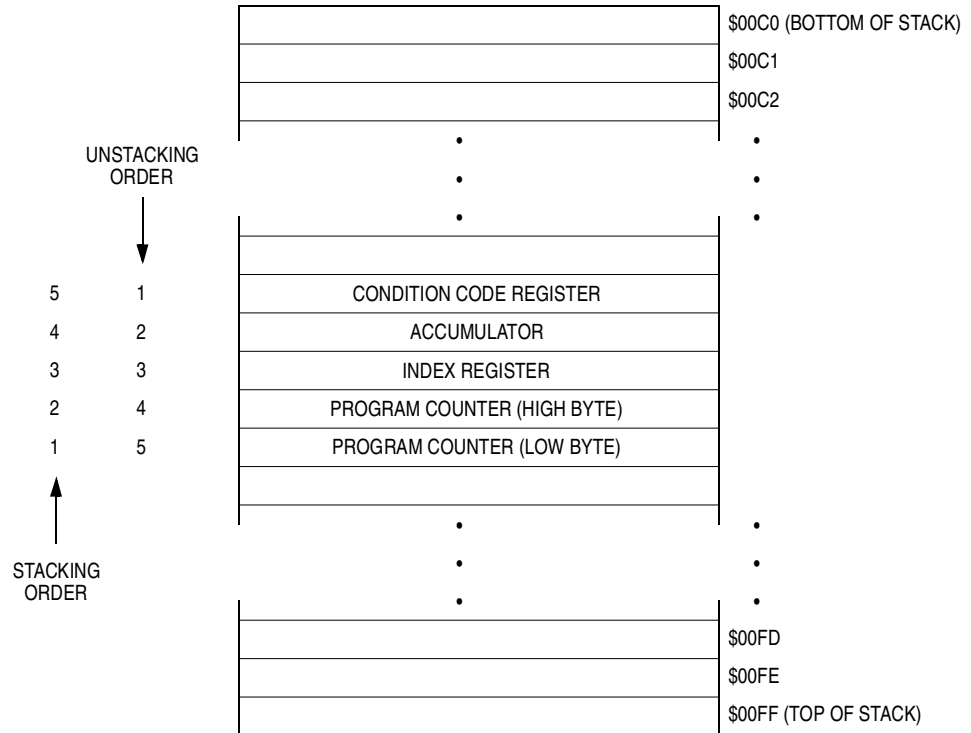 $00C0 (BOTTOM OF STACK)
$00C1
$00C2
UNSTACKING
ORDER
5 1 CONDITION CODE REGISTER
4 2 ACCUMULATOR
3 3 INDEX REGISTER
2 4 PROGRAM COUNTER (HIGH BYTE)
1 5 PROGRAM COUNTER (LOW BYTE)
STACKING
ORDER
$00FD
$00FE
$00FF (TOP OF STACK)